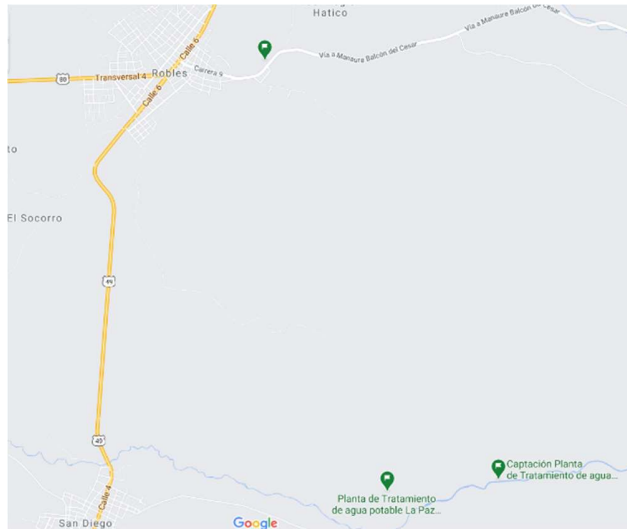 Hatico
Vía a Manaure Balcón del Cesar
Vía a Manaure Balcón del Cesar
Calle 6
80
Transversal 4
Robles
Carrera 9
Calle 6
to
El Socorro
49
49
Calle 4
San Diego
Captación Planta
de Tratamiento de agua...
Planta de Tratamiento
de agua potable La Paz...
Google